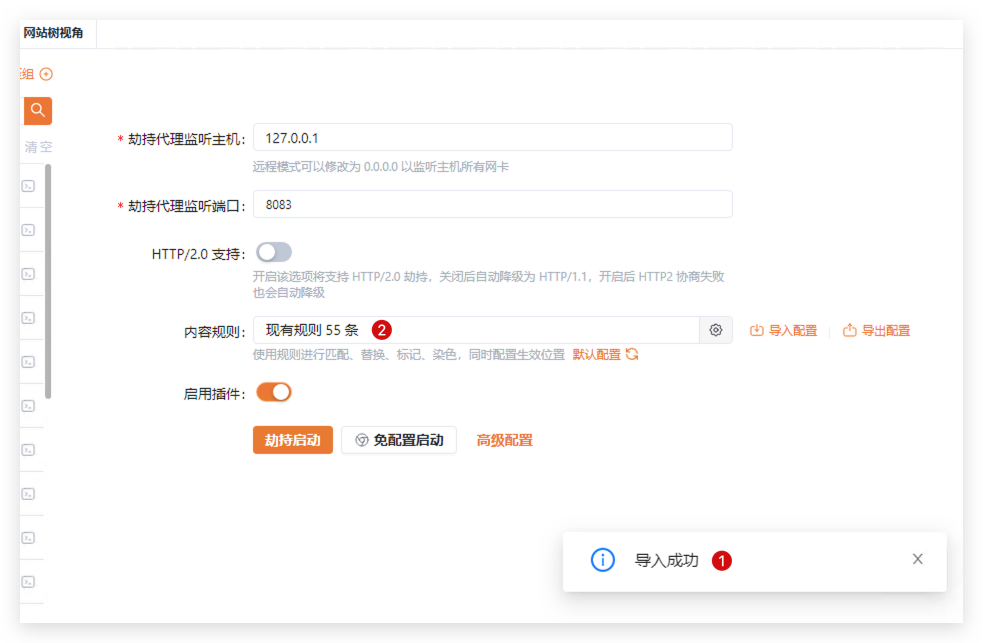 网站树视角
组
清空
* 劫持代理监听主机: 127.0.0.1
远程模式可以修改为 0.0.0.0 以监听主机所有网卡
* 劫持代理监听端口: 8083
HTTP/2.0 支持:
开启该选项将支持 HTTP/2.0 劫持，关闭后自动降级为 HTTP/1.1，开启后 HTTP2 协商失败
也会自动降级
内容规则: 现有规则 55 条 2 导入配置 导出配置
使用规则进行匹配、替换、标记、染色，同时配置生效位置 默认配置
启用插件:
劫持启动 免配置启动 高级配置
导入成功 1